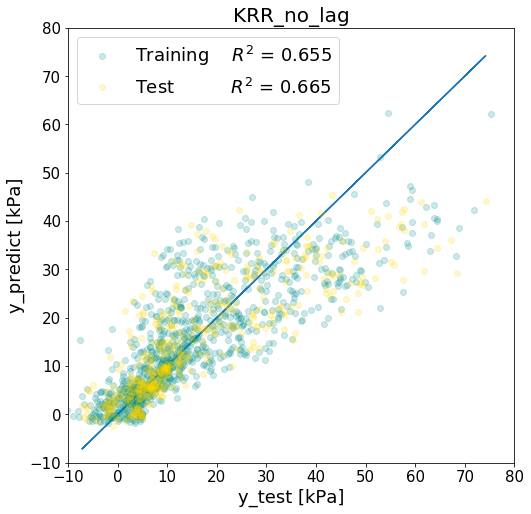 KRR_no_lag
Training R² = 0.655
Test R² = 0.665
y_predict [kPa]
80
70
60
50
40
30
20
10
0
−10
−10 0 10 20 30 40 50 60 70 80
y_test [kPa]